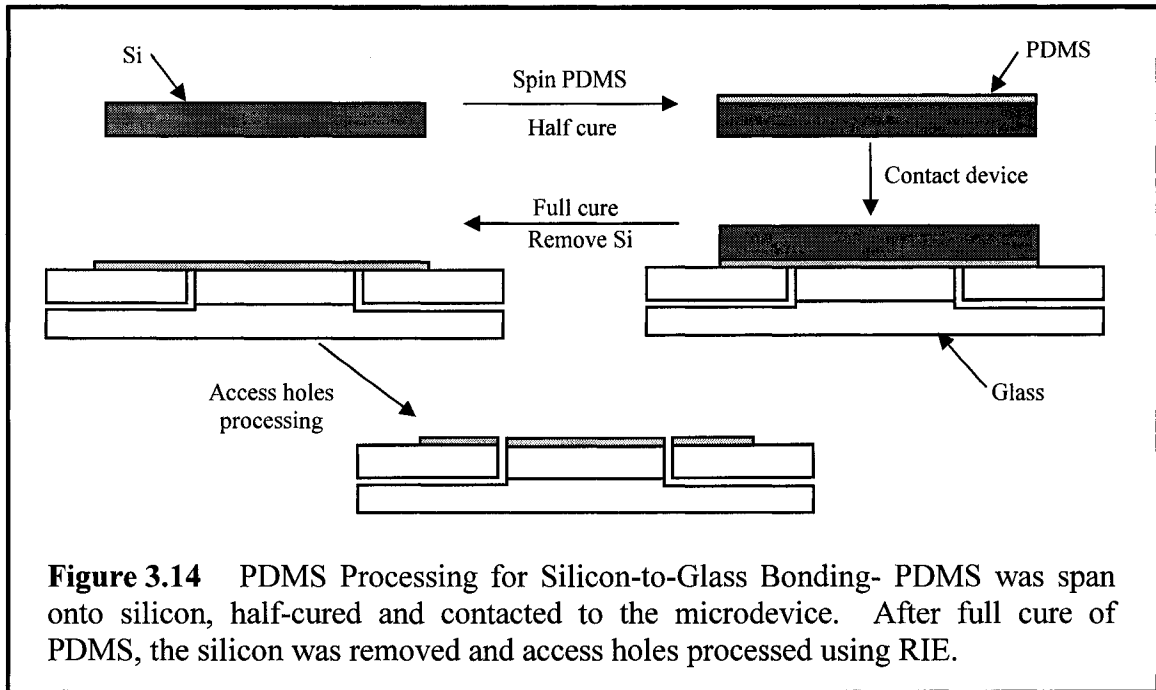 Si
Spin PDMS
Half cure
PDMS
Contact device
Full cure
Remove Si
Glass
Access holes
processing
Figure 3.14 PDMS Processing for Silicon-to-Glass Bonding- PDMS was span
onto silicon, half-cured and contacted to the microdevice. After full cure of
PDMS, the silicon was removed and access holes processed using RIE.